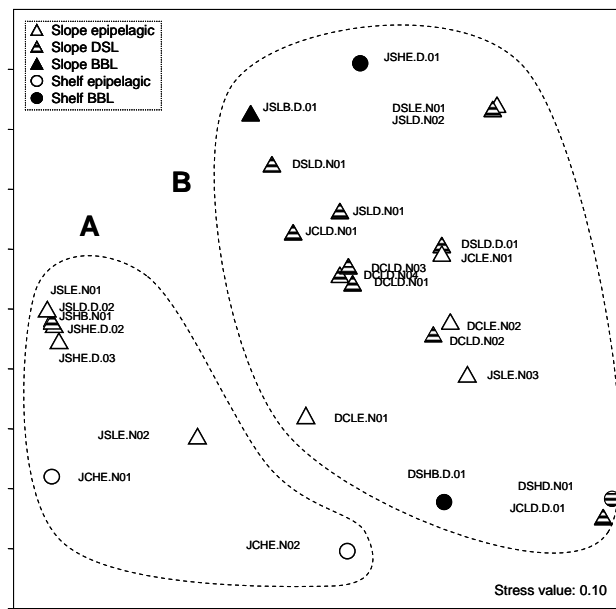 Slope epipelagic
Slope DSL
Slope BBL
Shelf epipelagic
Shelf BBL
JSHE.D.01
JSLB.D.01
DSLE.N01
JSLD.N02
B
DSLD.N01
JSLD.N01
A
JCLD.N01
DSLD.D.01
JCLE.N01
DCLD.N03
DCLD.N04
DCLD.N01
JSLE.N01
JSLD.D.02
JSHB.N01
JSHE.D.02
JSHE.D.03
DCLE.N02
DCLD.N02
JSLE.N03
DCLE.N01
JSLE.N02
JCHE.N01
DSHB.D.01
DSHD.N01
JCLD.D.01
JCHE.N02
Stress value: 0.10